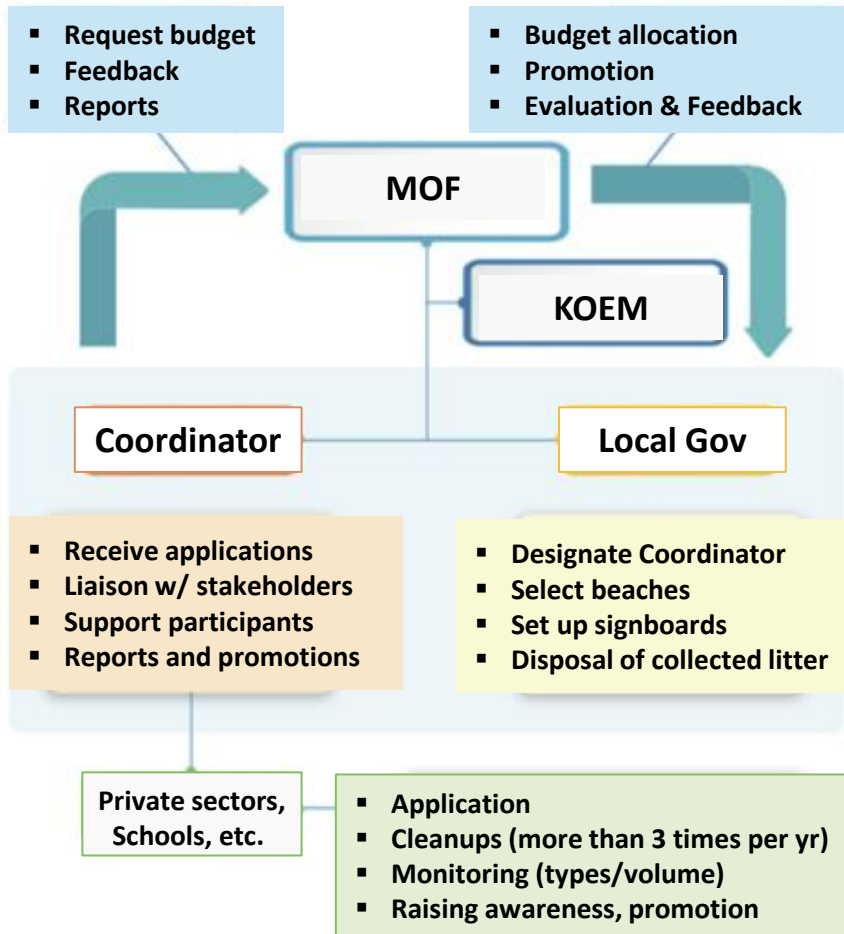 ▪ Request budget
▪ Feedback
▪ Reports
▪ Budget allocation
▪ Promotion
▪ Evaluation & Feedback
MOF
KOEM
Coordinator
Local Gov
▪ Receive applications
▪ Liaison w/ stakeholders
▪ Support participants
▪ Reports and promotions
▪ Designate Coordinator
▪ Select beaches
▪ Set up signboards
▪ Disposal of collected litter
Private sectors,
Schools, etc.
▪ Application
▪ Cleanups (more than 3 times per yr)
▪ Monitoring (types/volume)
▪ Raising awareness, promotion